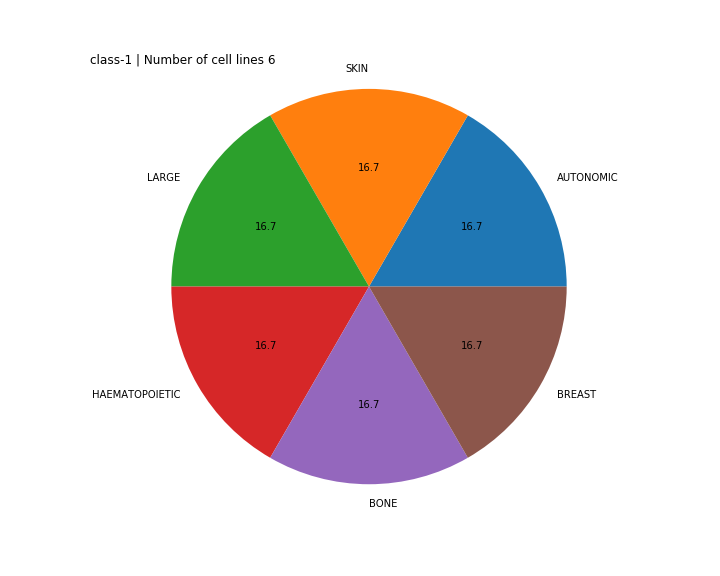 class-1 | Number of cell lines 6
SKIN
16.7
LARGE
16.7
AUTONOMIC
16.7
HAEMATOPOIETIC
16.7
BREAST
16.7
BONE
16.7